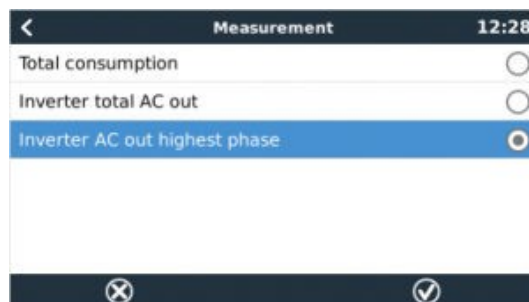 Measurement 12:28
Total consumption
Inverter total AC out
Inverter AC out highest phase